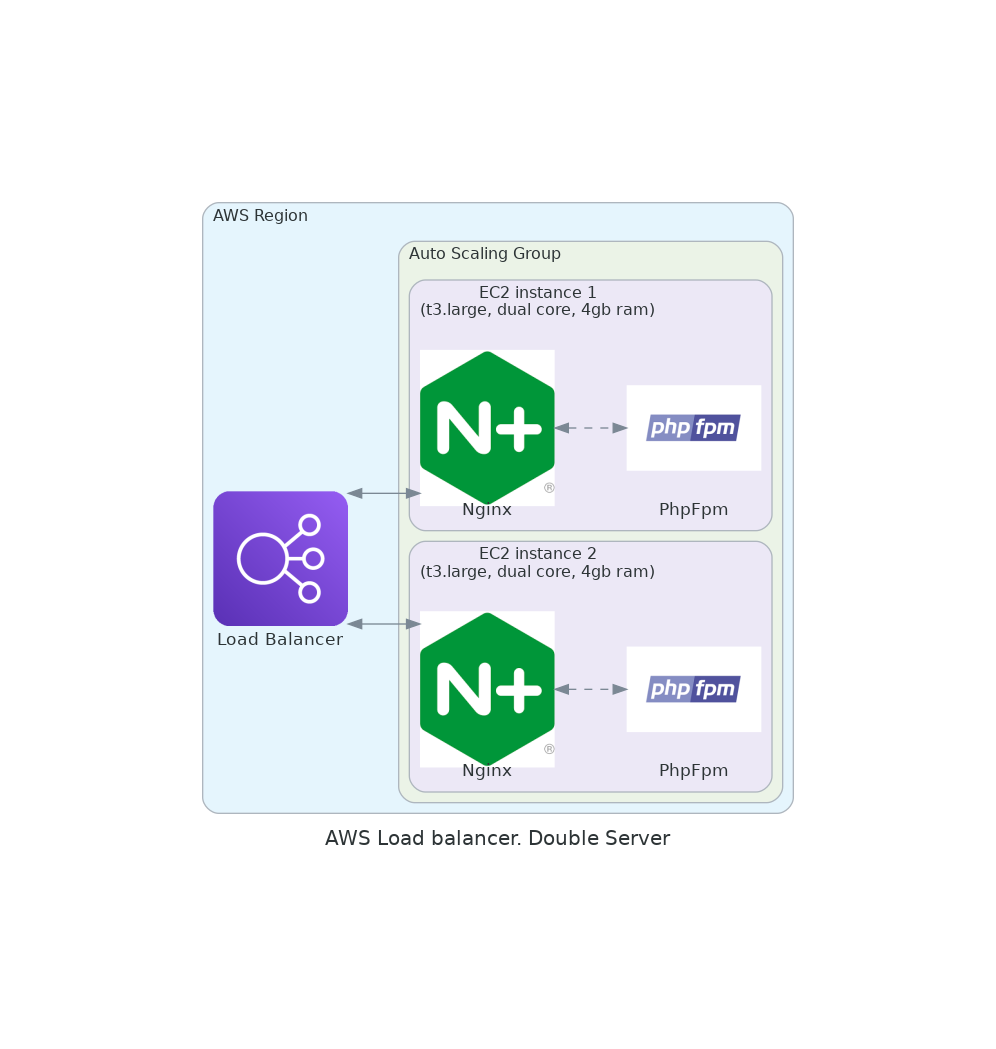 AWS Region
Auto Scaling Group
EC2 instance 1
(t3.large, dual core, 4gb ram)
N+
®
php fpm
Nginx
PhpFpm
EC2 instance 2
(t3.large, dual core, 4gb ram)
Load Balancer
N+
®
php fpm
Nginx
PhpFpm
AWS Load balancer. Double Server